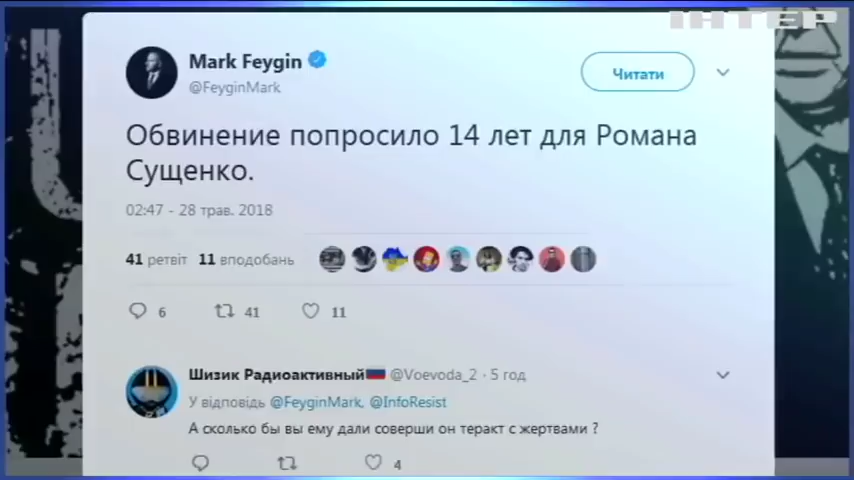 ІНТЕР
Mark Feygin
@FeyginMark
Читати
Обвинение попросило 14 лет для Романа
Сущенко.
02:47 - 28 трав. 2018
41 ретвіт 11 вподобань
6 41 11
Шизик Радиоактивный @Voevoda_2 · 5 год
У відповідь @FeyginMark, @InfoResist
А сколько бы вы ему дали соверши он теракт с жертвами ?
4